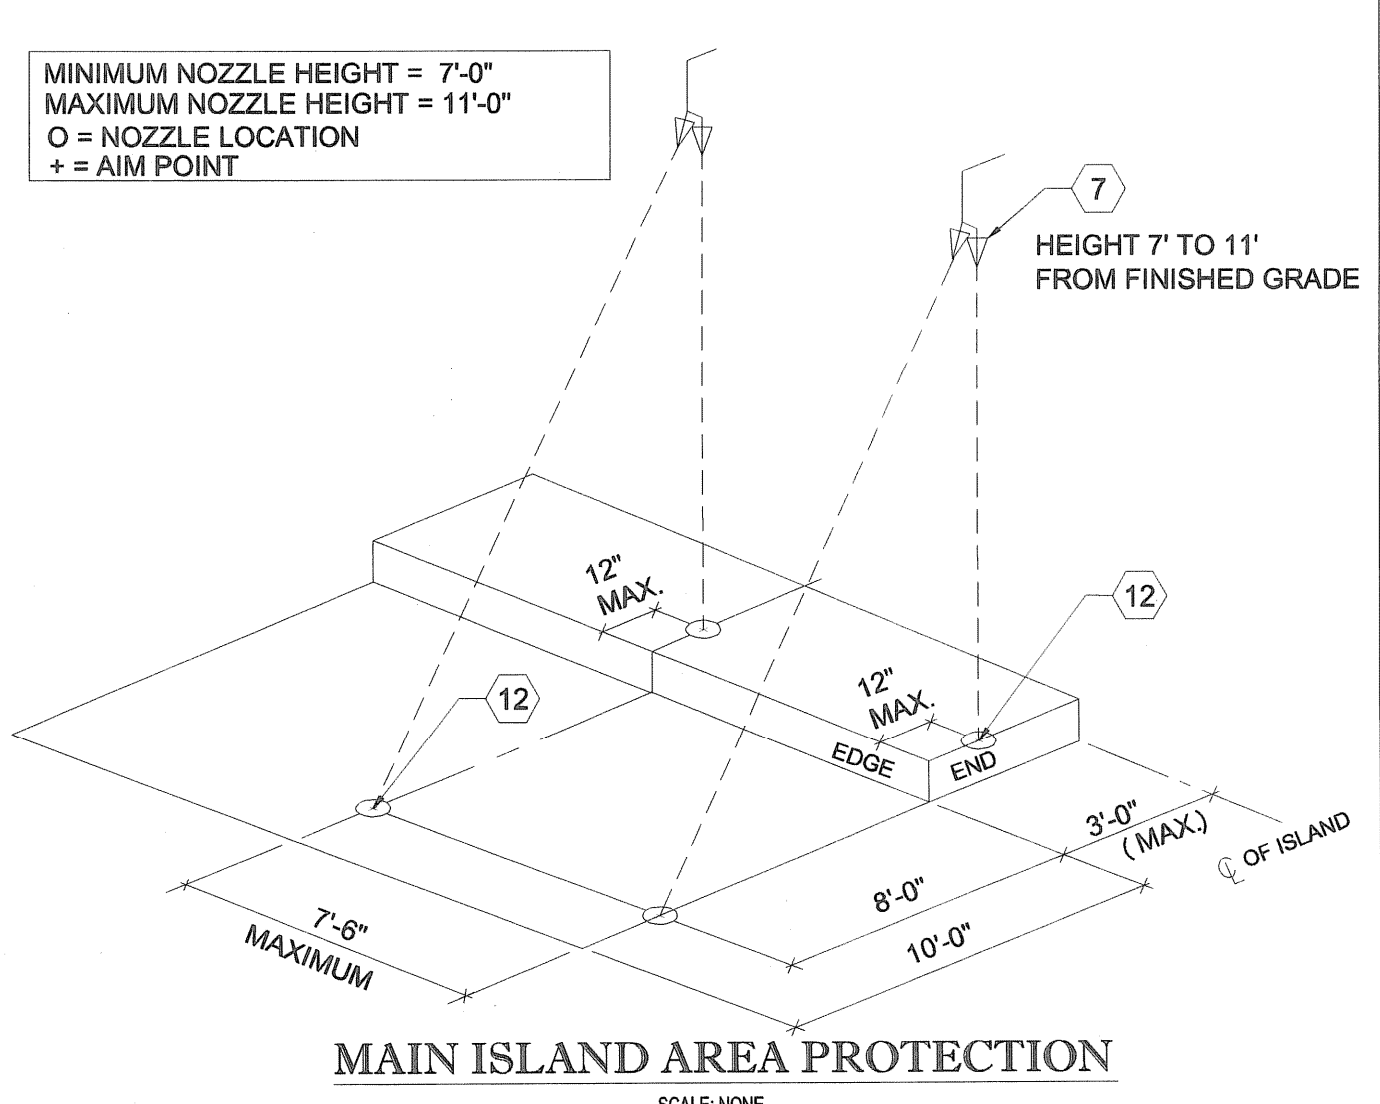 MINIMUM NOZZLE HEIGHT = 7'-0"
MAXIMUM NOZZLE HEIGHT = 11'-0"
O = NOZZLE LOCATION
+ = AIM POINT
7
HEIGHT 7' TO 11'
FROM FINISHED GRADE
12"
MAX.
12
12"
MAX.
12
EDGE
END
3'-0"
(MAX.)
℄ OF ISLAND
8'-0"
10'-0"
7'-6"
MAXIMUM
MAIN ISLAND AREA PROTECTION
SCALE: NONE